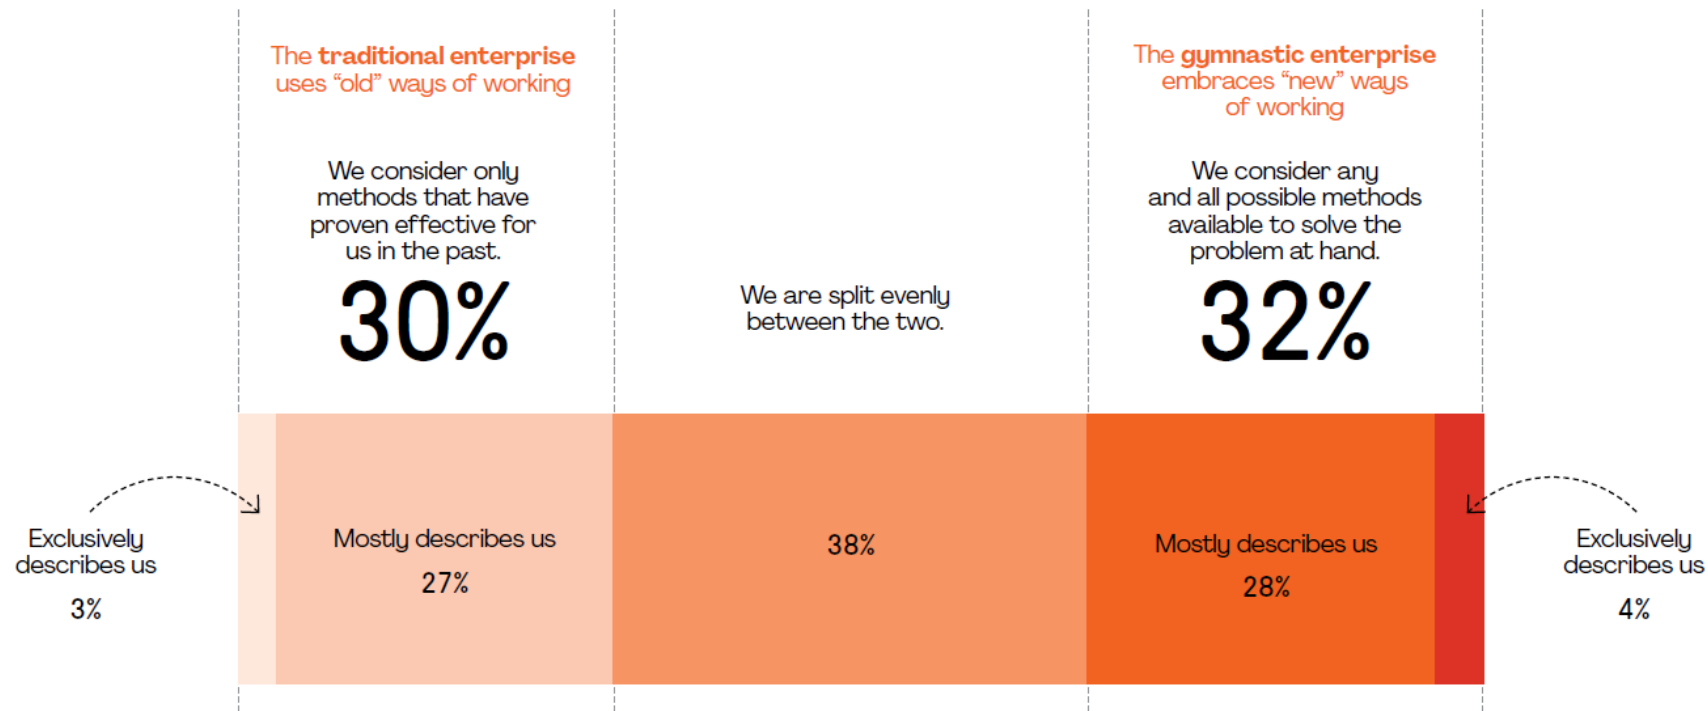 The traditional enterprise
uses “old” ways of working
We consider only
methods that have
proven effective for
us in the past.
30%
We are split evenly
between the two.
The gymnastic enterprise
embraces “new” ways
of working
We consider any
and all possible methods
available to solve the
problem at hand.
32%
Exclusively
describes us
3%
Mostly describes us
27%
38%
Mostly describes us
28%
Exclusively
describes us
4%